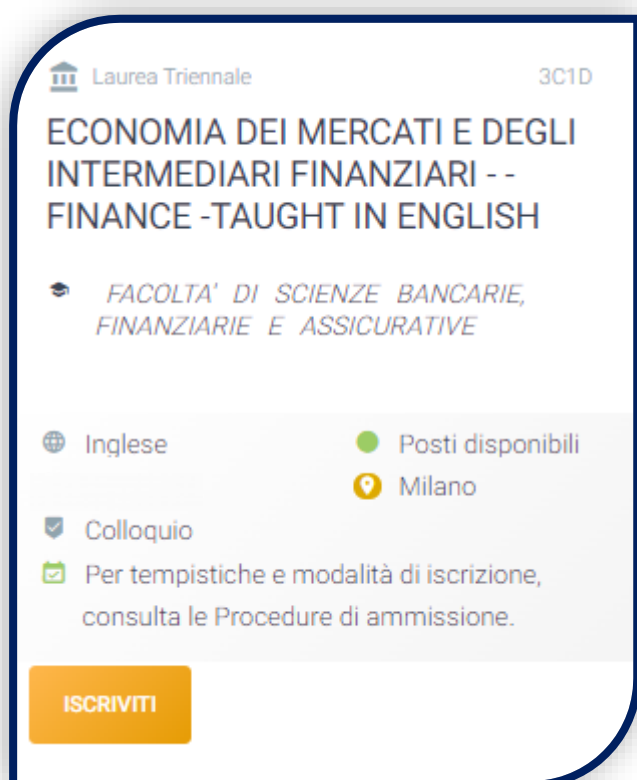 Laurea Triennale 3C1D
ECONOMIA DEI MERCATI E DEGLI
INTERMEDIARI FINANZIARI - -
FINANCE -TAUGHT IN ENGLISH
FACOLTA' DI SCIENZE BANCARIE,
FINANZIARIE E ASSICURATIVE
Inglese
Posti disponibili
Milano
Colloquio
Per tempistiche e modalità di iscrizione,
consulta le Procedure di ammissione.
ISCRIVITI